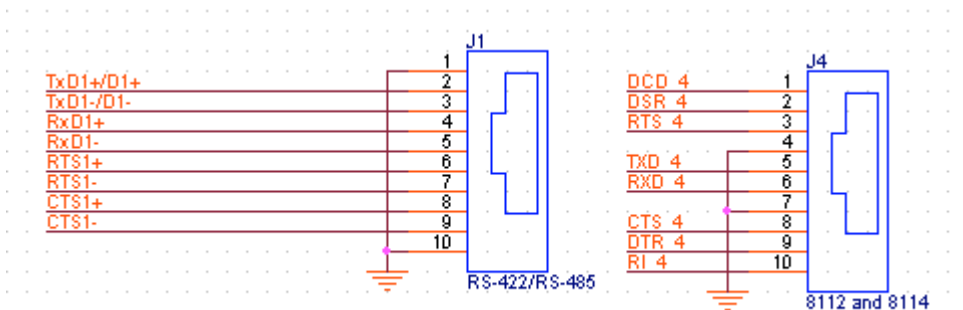 J1
1
TxD1+/D1+ 2
TxD1-/D1- 3
RxD1+ 4
RxD1- 5
RTS1+ 6
RTS1- 7
CTS1+ 8
CTS1- 9
10
RS-422/RS-485
J4
DCD 4 1
DSR 4 2
RTS 4 3
4
TXD 4 5
RXD 4 6
7
CTS 4 8
DTR 4 9
RI 4 10
8112 and 8114